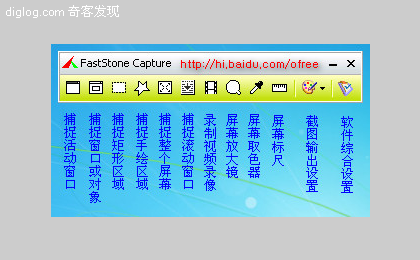 diglog.com 奇客发现
FastStone Capture http://hi.baidu.com/ofree
捕捉活动窗口
捕捉窗口或对象
捕捉矩形区域
捕捉手绘区域
捕捉整个屏幕
捕捉滚动窗口
录制视频录像
屏幕放大镜
屏幕取色器
屏幕标尺
截图输出设置
软件综合设置